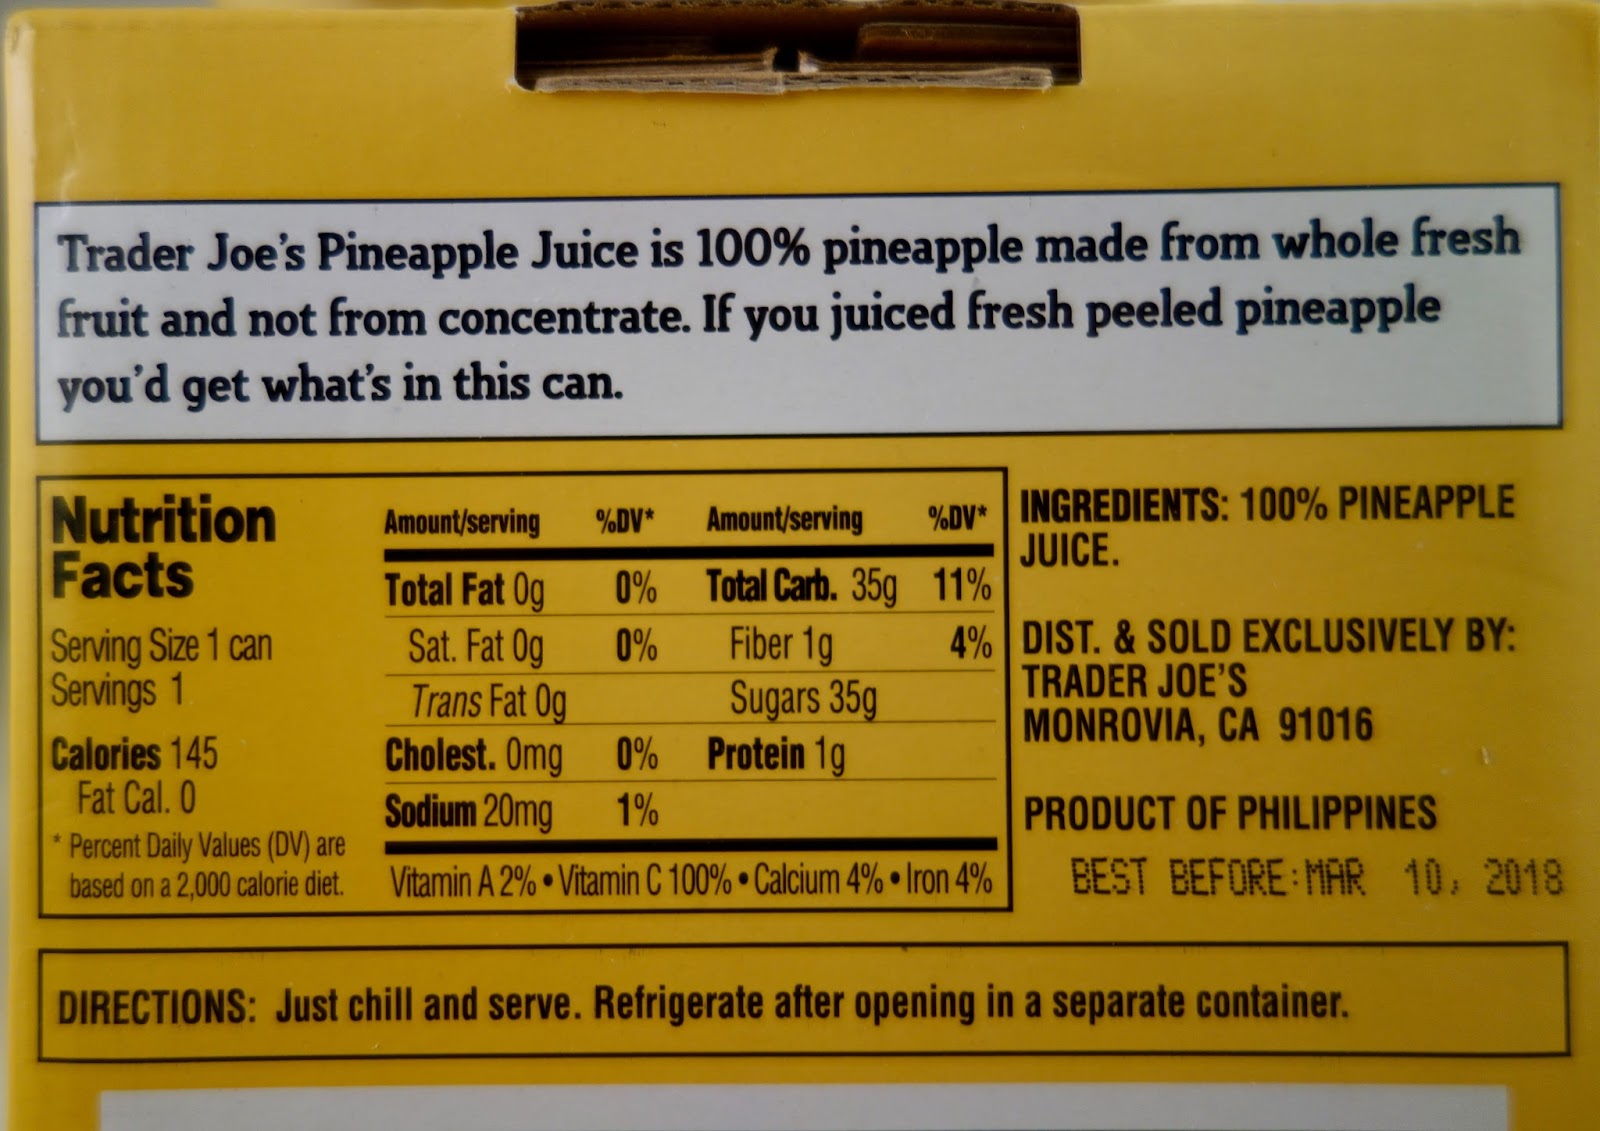 Trader Joe's Pineapple Juice is 100% pineapple made from whole fresh
fruit and not from concentrate. If you juiced fresh peeled pineapple
you'd get what's in this can.
Nutrition
Facts
Serving Size 1 can
Servings 1
Calories 145
Fat Cal. 0
* Percent Daily Values (DV) are
based on a 2,000 calorie diet.
Amount/serving %DV* Amount/serving %DV*
Total Fat 0g 0% Total Carb. 35g 11%
Sat. Fat 0g 0% Fiber 1g 4%
Trans Fat 0g Sugars 35g
Cholest. 0mg 0% Protein 1g
Sodium 20mg 1%
Vitamin A 2% • Vitamin C 100% • Calcium 4% • Iron 4%
INGREDIENTS: 100% PINEAPPLE
JUICE.
DIST. & SOLD EXCLUSIVELY BY:
TRADER JOE'S
MONROVIA, CA 91016
PRODUCT OF PHILIPPINES
BEST BEFORE:MAR 10, 2018
DIRECTIONS: Just chill and serve. Refrigerate after opening in a separate container.